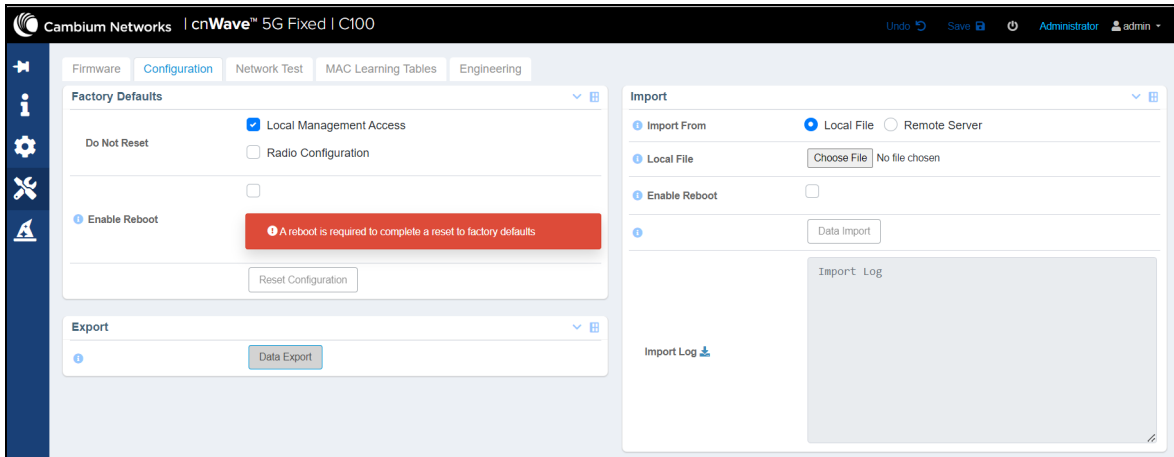 Cambium Networks | cnWave™ 5G Fixed | C100
Undo Save Administrator admin
Firmware Configuration Network Test MAC Learning Tables Engineering
Factory Defaults
Do Not Reset
Local Management Access
Radio Configuration
Enable Reboot
A reboot is required to complete a reset to factory defaults
Reset Configuration
Export
Data Export
Import
Import From Local File Remote Server
Local File Choose File No file chosen
Enable Reboot
Data Import
Import Log
Import Log